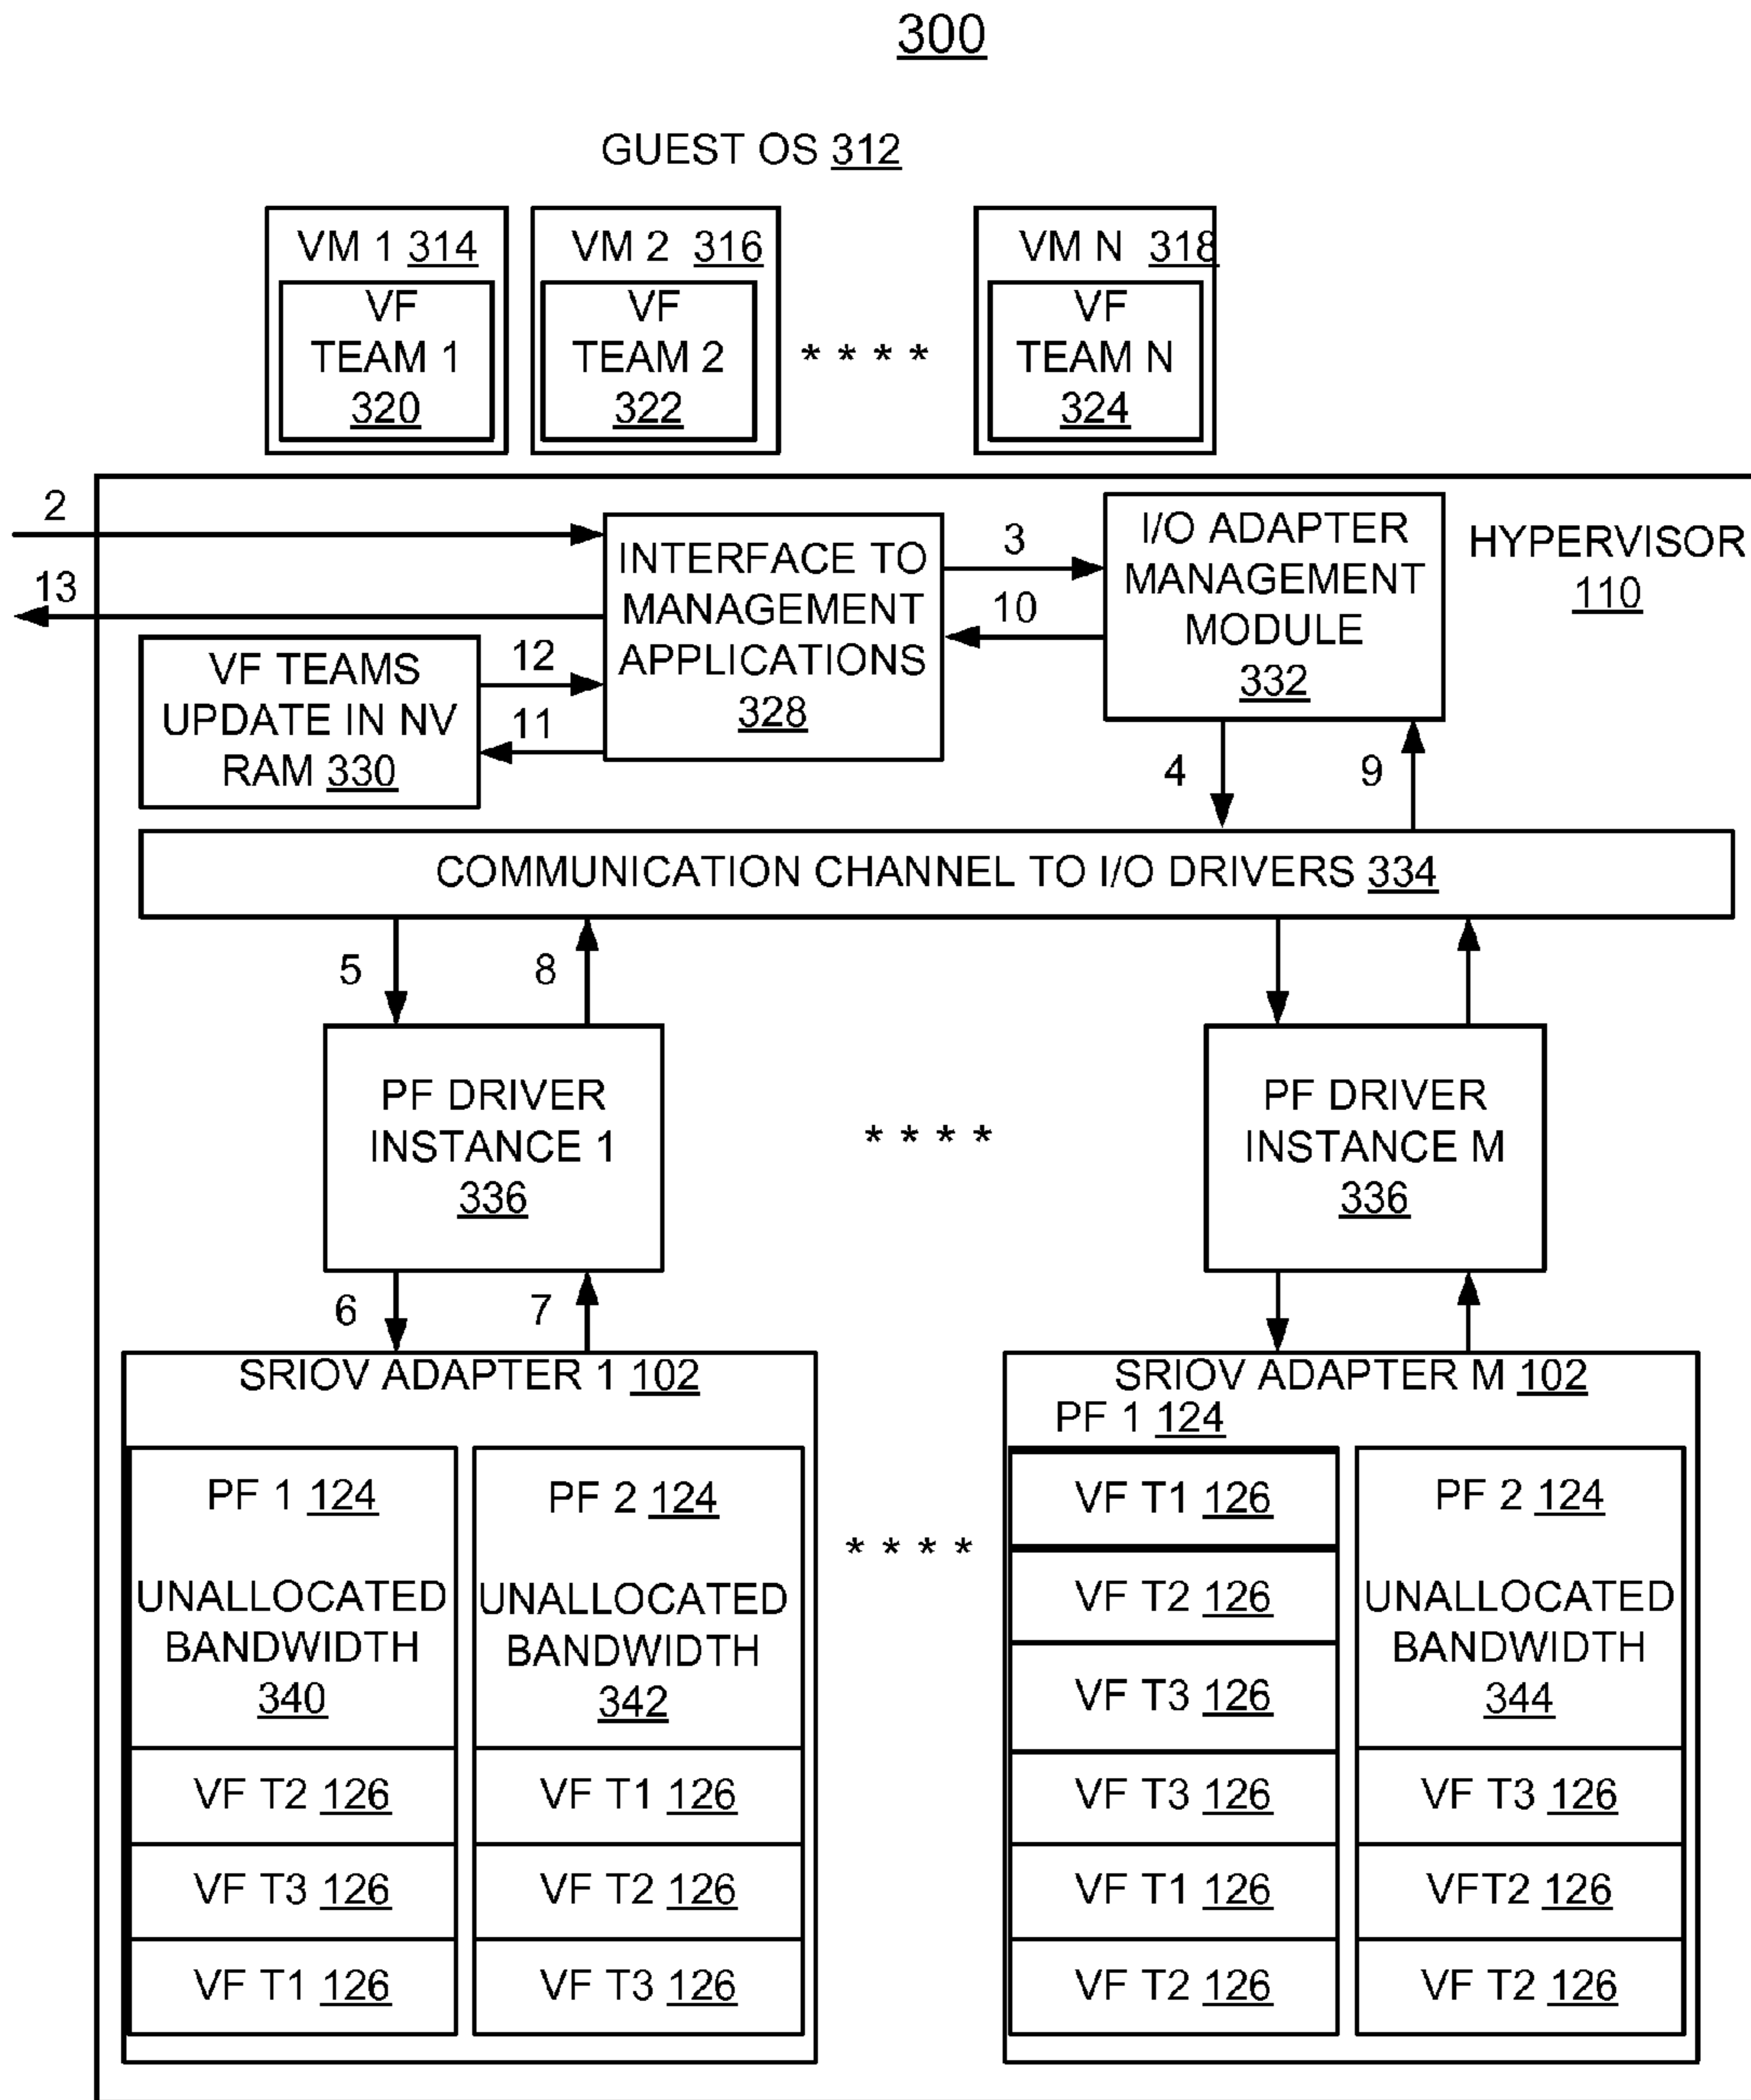 300
GUEST OS 312
VM 1 314
VF
TEAM 1
320
VM 2 316
VF
TEAM 2
322
* * * *
VM N 318
VF
TEAM N
324
2
13
INTERFACE TO
MANAGEMENT
APPLICATIONS
328
3
10
I/O ADAPTER
MANAGEMENT
MODULE
332
HYPERVISOR
110
VF TEAMS
UPDATE IN NV
RAM 330
12
11
4
9
COMMUNICATION CHANNEL TO I/O DRIVERS 334
5
8
PF DRIVER
INSTANCE 1
336
* * * *
PF DRIVER
INSTANCE M
336
6
7
SRIOV ADAPTER 1 102
PF 1 124
UNALLOCATED
BANDWIDTH
340
VF T2 126
VF T3 126
VF T1 126
PF 2 124
UNALLOCATED
BANDWIDTH
342
VF T1 126
VF T2 126
VF T3 126
* * * *
SRIOV ADAPTER M 102
PF 1 124
VF T1 126
VF T2 126
VF T3 126
VF T3 126
VF T1 126
VF T2 126
PF 2 124
UNALLOCATED
BANDWIDTH
344
VF T3 126
VFT2 126
VF T2 126